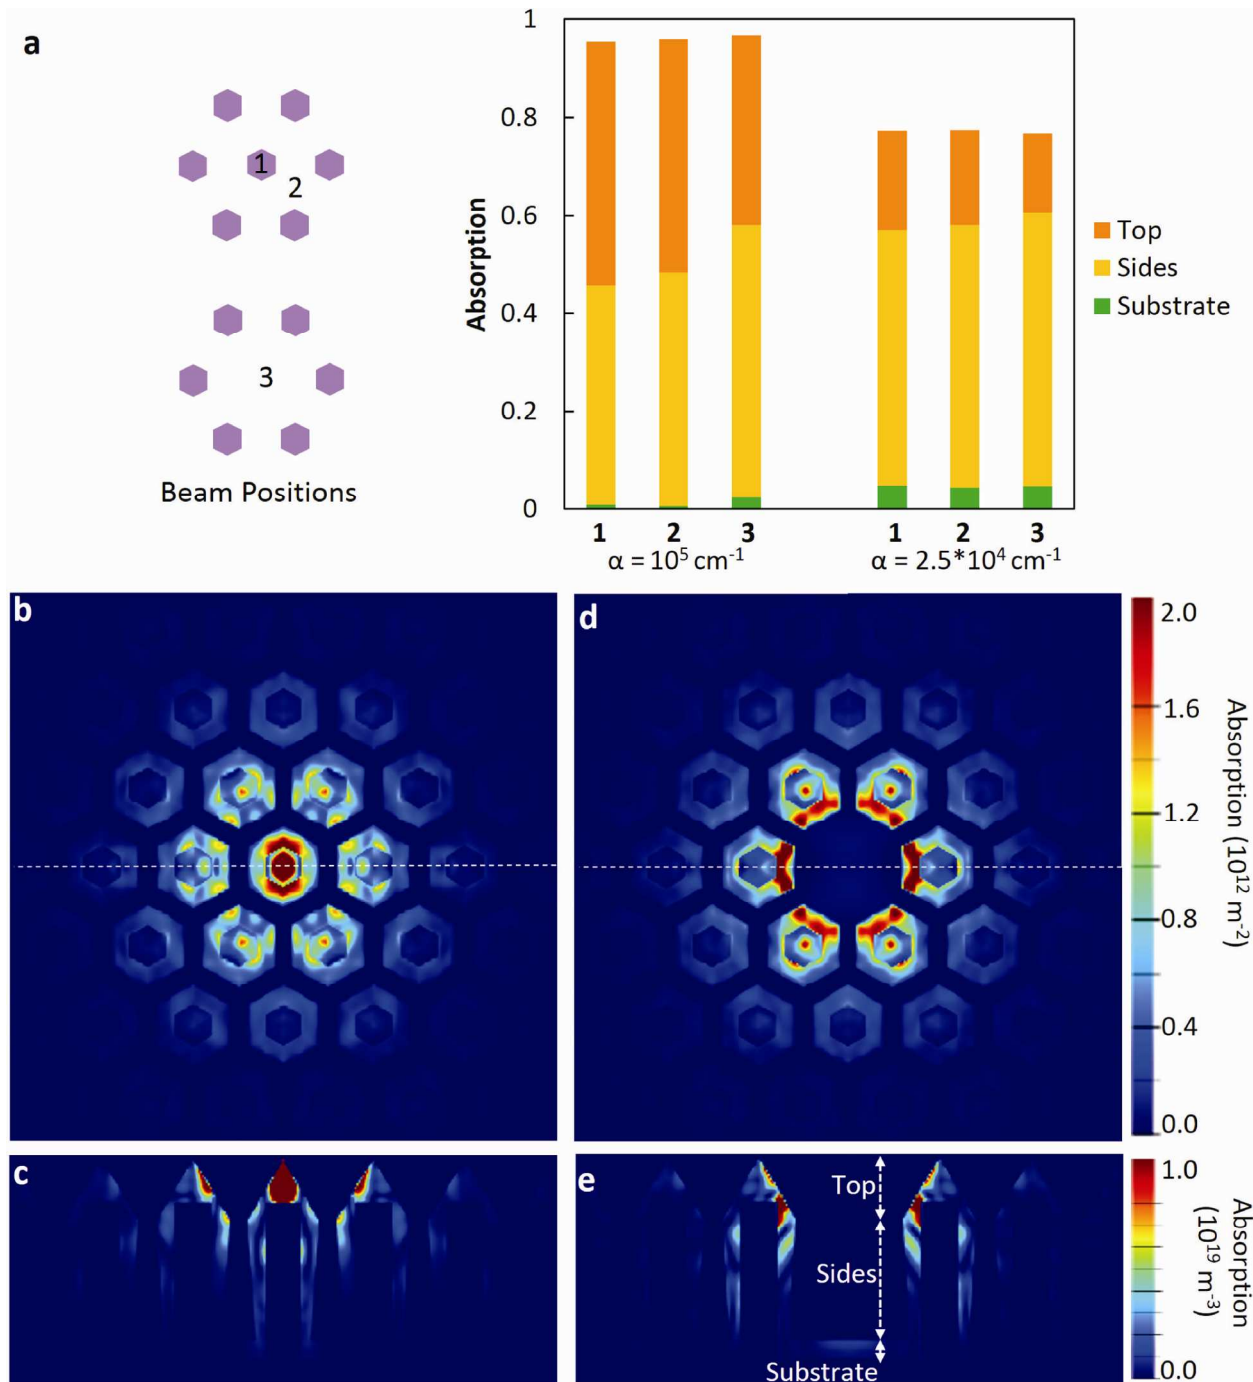 a
1
2
3
Beam Positions
Absorption
1
0.8
0.6
0.4
0.2
0
1 2 3 1 2 3
α = 10⁵ cm⁻¹ α = 2.5*10⁴ cm⁻¹
Top
Sides
Substrate
b
d
2.0
1.6
1.2
0.8
0.4
0.0
Absorption (10¹² m⁻²)
c
e
Top
Sides
Substrate
1.0
0.0
Absorption
(10¹⁹ m⁻³)